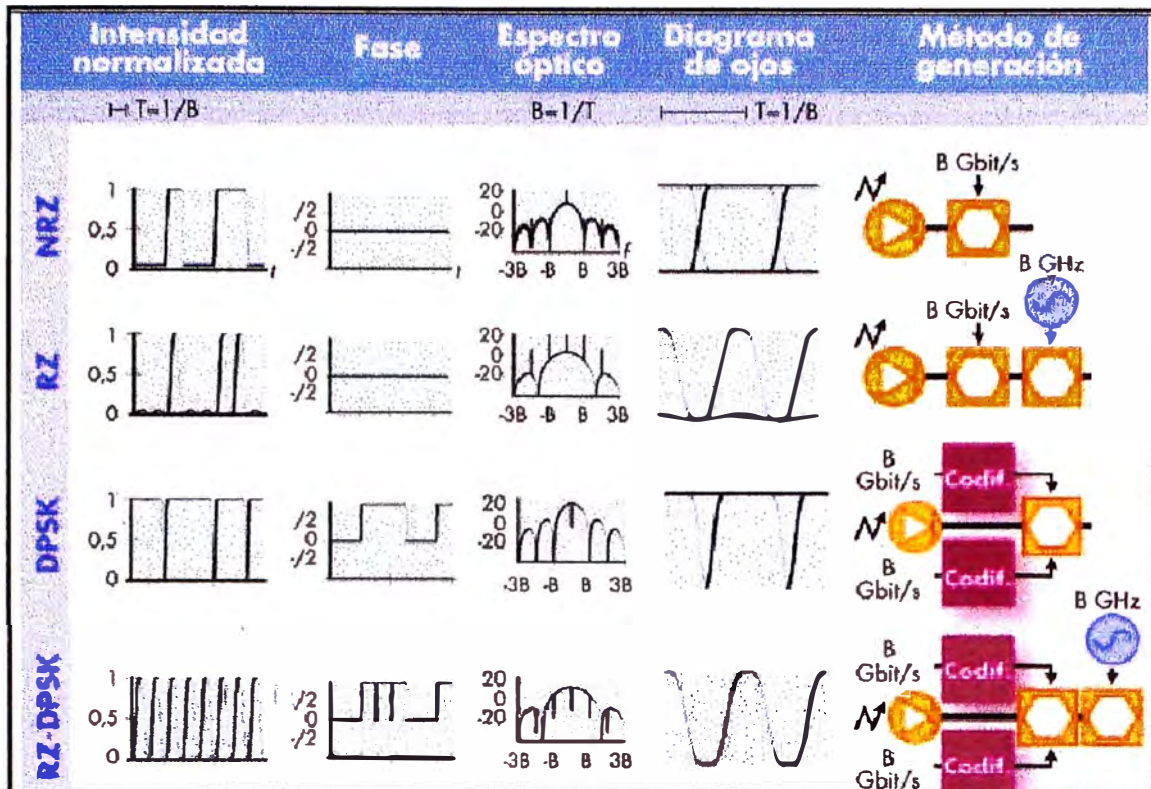 Intensidad normalizada
Fase
Espectro óptico
Diagrama de ojos
Método de generación
T=1/B
B=1/T
T=1/B
NRZ
1
0,5
0
t
/2
0
-/2
t
20
0
-20
f
-3B -B B 3B
B Gbit/s
RZ
1
0,5
0
/2
0
-/2
20
0
-20
-3B -B B 3B
B Gbit/s
B GHz
DPSK
1
0,5
0
/2
0
-/2
20
0
-20
-3B -B B 3B
B Gbit/s
Codif.
B Gbit/s
Codif.
RZ-DPSK
1
0,5
0
/2
0
-/2
20
0
-20
-3B -B B 3B
B Gbit/s
Codif.
B Gbit/s
Codif.
B GHz